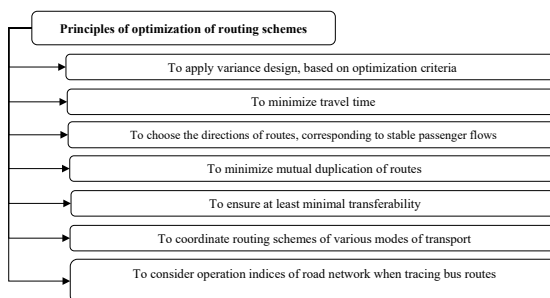 Principles of optimization of routing schemes
To apply variance design, based on optimization criteria
To minimize travel time
To choose the directions of routes, corresponding to stable passenger flows
To minimize mutual duplication of routes
To ensure at least minimal transferability
To coordinate routing schemes of various modes of transport
To consider operation indices of road network when tracing bus routes